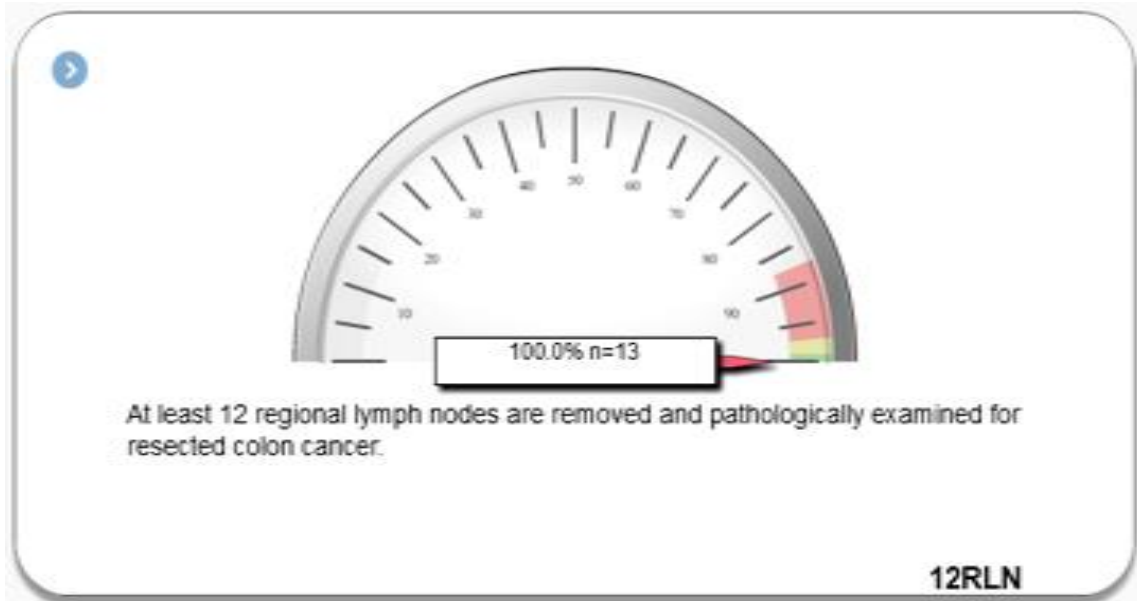 10
20
30
40
50
60
70
80
90
100.0% n=13
At least 12 regional lymph nodes are removed and pathologically examined for
resected colon cancer.
12RLN